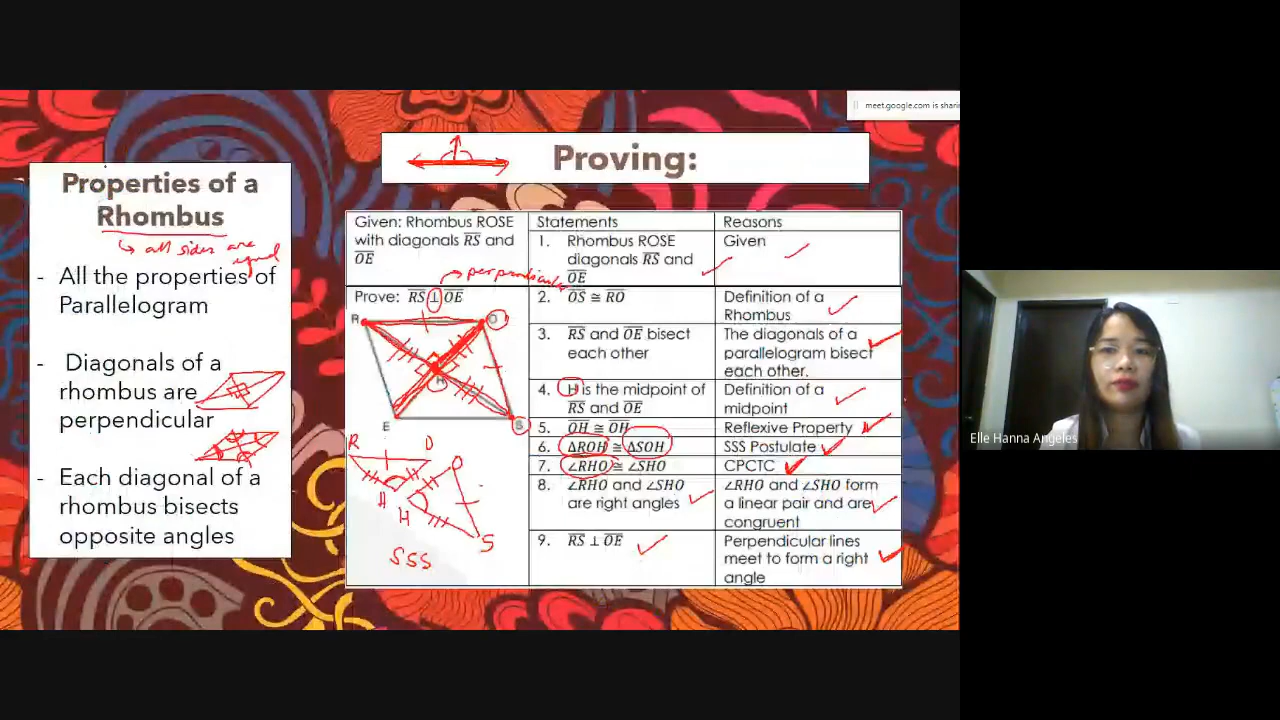 meet.google.com is sharin
Proving:
Properties of a
Rhombus
all sides are
equal
- All the properties of
Parallelogram
- Diagonals of a
rhombus are
perpendicular
- Each diagonal of a
rhombus bisects
opposite angles
Given: Rhombus ROSE
with diagonals RS and
OE
Statements
Reasons
1. Rhombus ROSE
diagonals RS and
OE
Given
perpendicular
Prove: RS ⊥ OE
2. OS ≅ RO
Definition of a
Rhombus
3. RS and OE bisect
each other
The diagonals of a
parallelogram bisect
each other.
4. H is the midpoint of
RS and OE
Definition of a
midpoint
5. OH ≅ OH
Reflexive Property
6. ΔROH ≅ ΔSOH
SSS Postulate
7. ∠RHO ≅ ∠SHO
CPCTC
8. ∠RHO and ∠SHO
are right angles
∠RHO and ∠SHO form
a linear pair and are
congruent
9. RS ⊥ OE
Perpendicular lines
meet to form a right
angle
R
O
H
E
S
R O
H
O
H
S
SSS
Elle Hanna Angeles